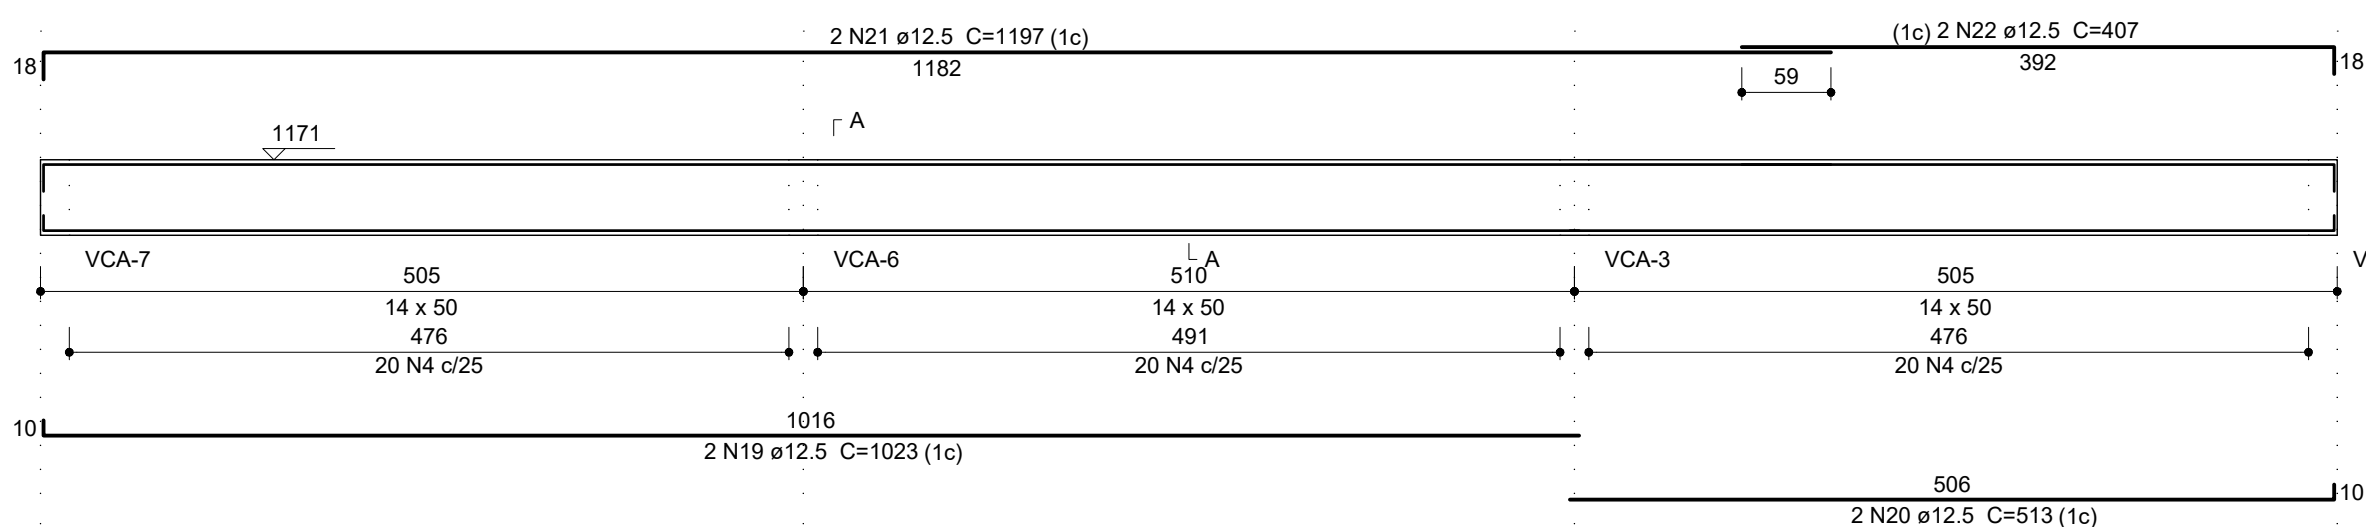 2 N21 ø12.5 C=1197 (1c)
(1c) 2 N22 ø12.5 C=407
18
1182
392
18
59
A
1171
VCA-7
VCA-6
A
VCA-3
V
505
510
505
14 x 50
14 x 50
14 x 50
476
491
476
20 N4 c/25
20 N4 c/25
20 N4 c/25
10
1016
2 N19 ø12.5 C=1023 (1c)
506
10
2 N20 ø12.5 C=513 (1c)